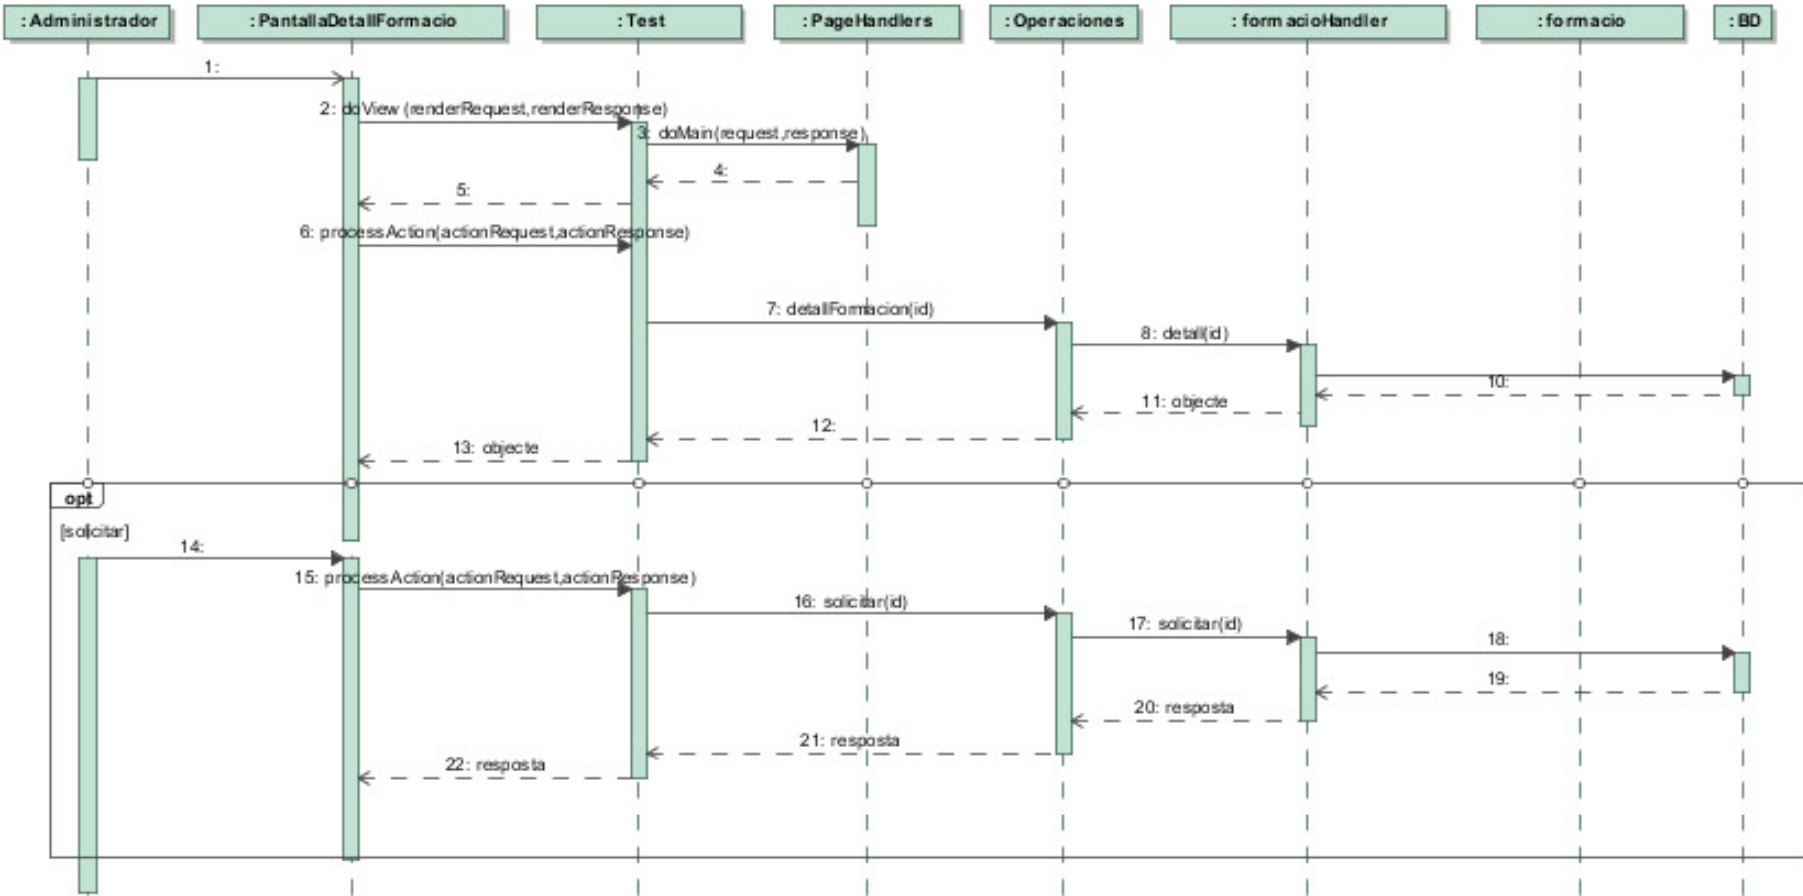 : Administrador
: PantallaDetallFormacio
: Test
: PageHandlers
: Operaciones
: formacioHandler
: formacio
: BD
1:
2: doView (renderRequest,renderResponse)
3: doMain(request,response)
4:
5:
6: processAction(actionRequest,actionResponse)
7: detallFormacion(id)
8: detall(id)
10:
11: objecte
12:
13: objecte
opt
[solicitar]
14:
15: processAction(actionRequest,actionResponse)
16: solicitar(id)
17: solicitar(id)
18:
19:
20: resposta
21: resposta
22: resposta